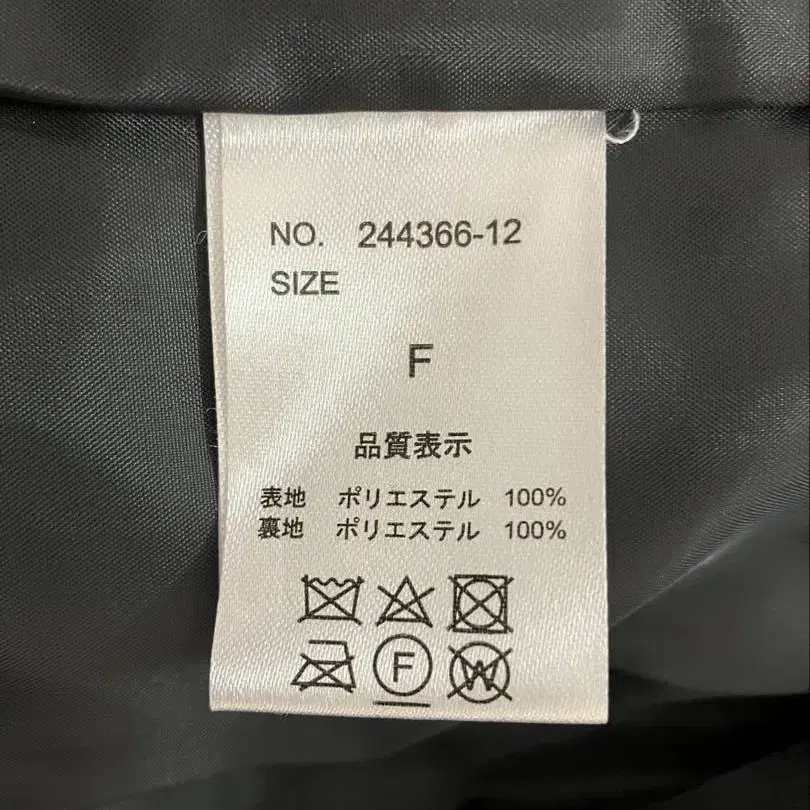 NO. 244366-12
SIZE
F
品質表示
表地 ポリエステル 100%
裏地 ポリエステル 100%
F W